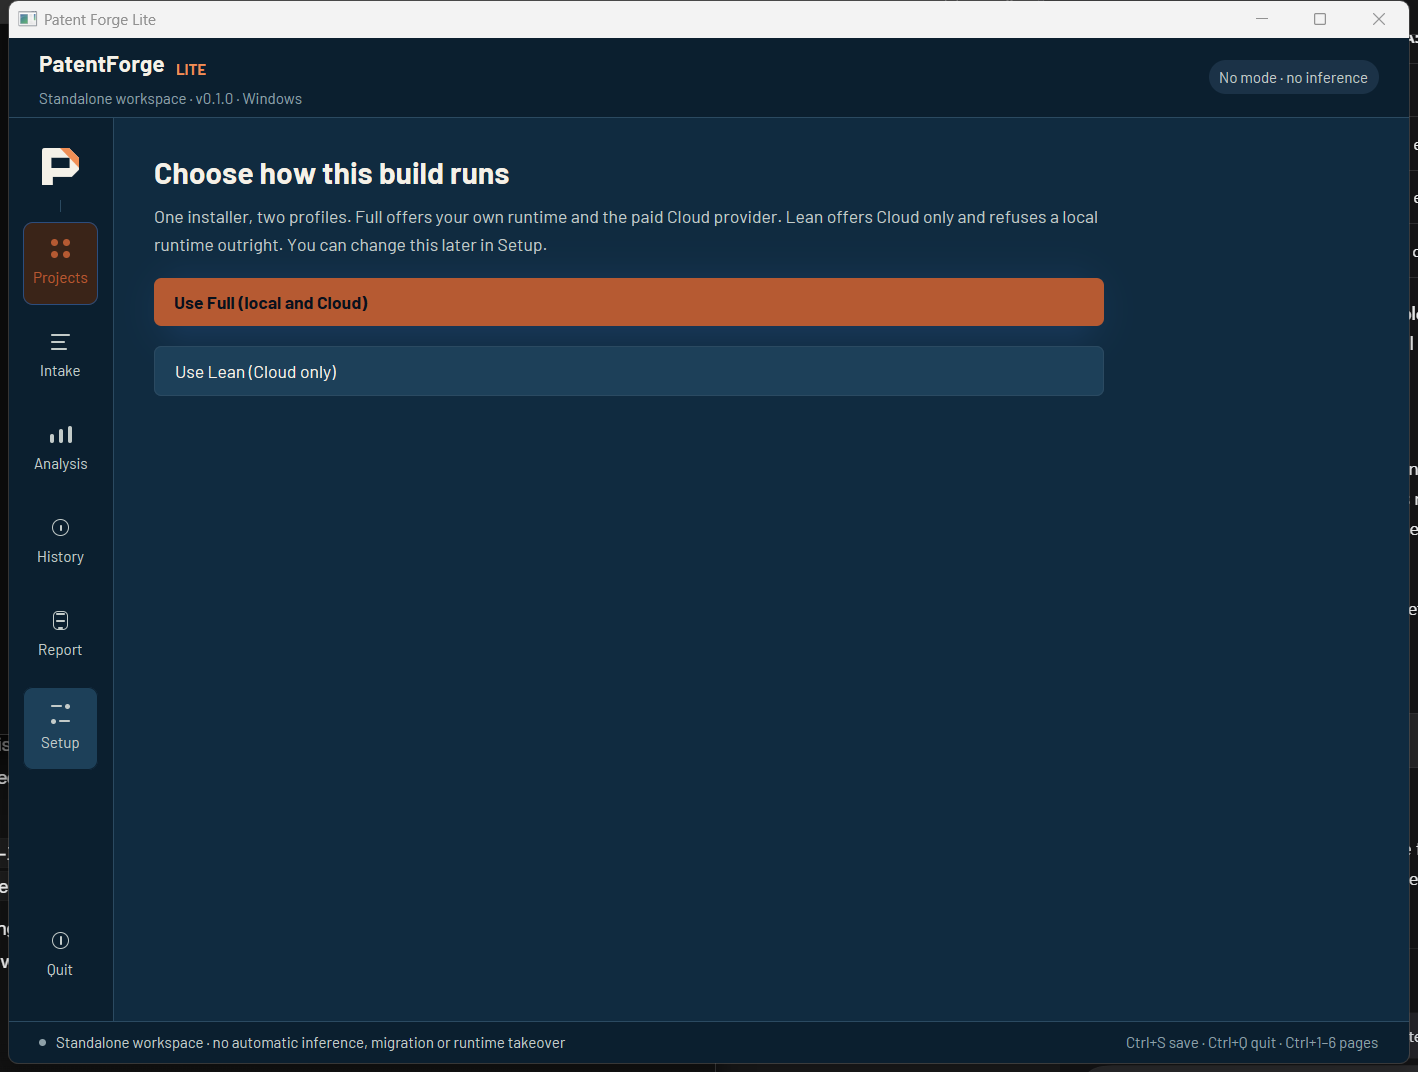 Patent Forge Lite
PatentForge LITE
Standalone workspace · v0.1.0 · Windows
No mode · no inference
Projects
Intake
Analysis
History
Report
Setup
Quit
Choose how this build runs
One installer, two profiles. Full offers your own runtime and the paid Cloud provider. Lean offers Cloud only and refuses a local
runtime outright. You can change this later in Setup.
Use Full (local and Cloud)
Use Lean (Cloud only)
Standalone workspace · no automatic inference, migration or runtime takeover
Ctrl+S save · Ctrl+Q quit · Ctrl+1–6 pages